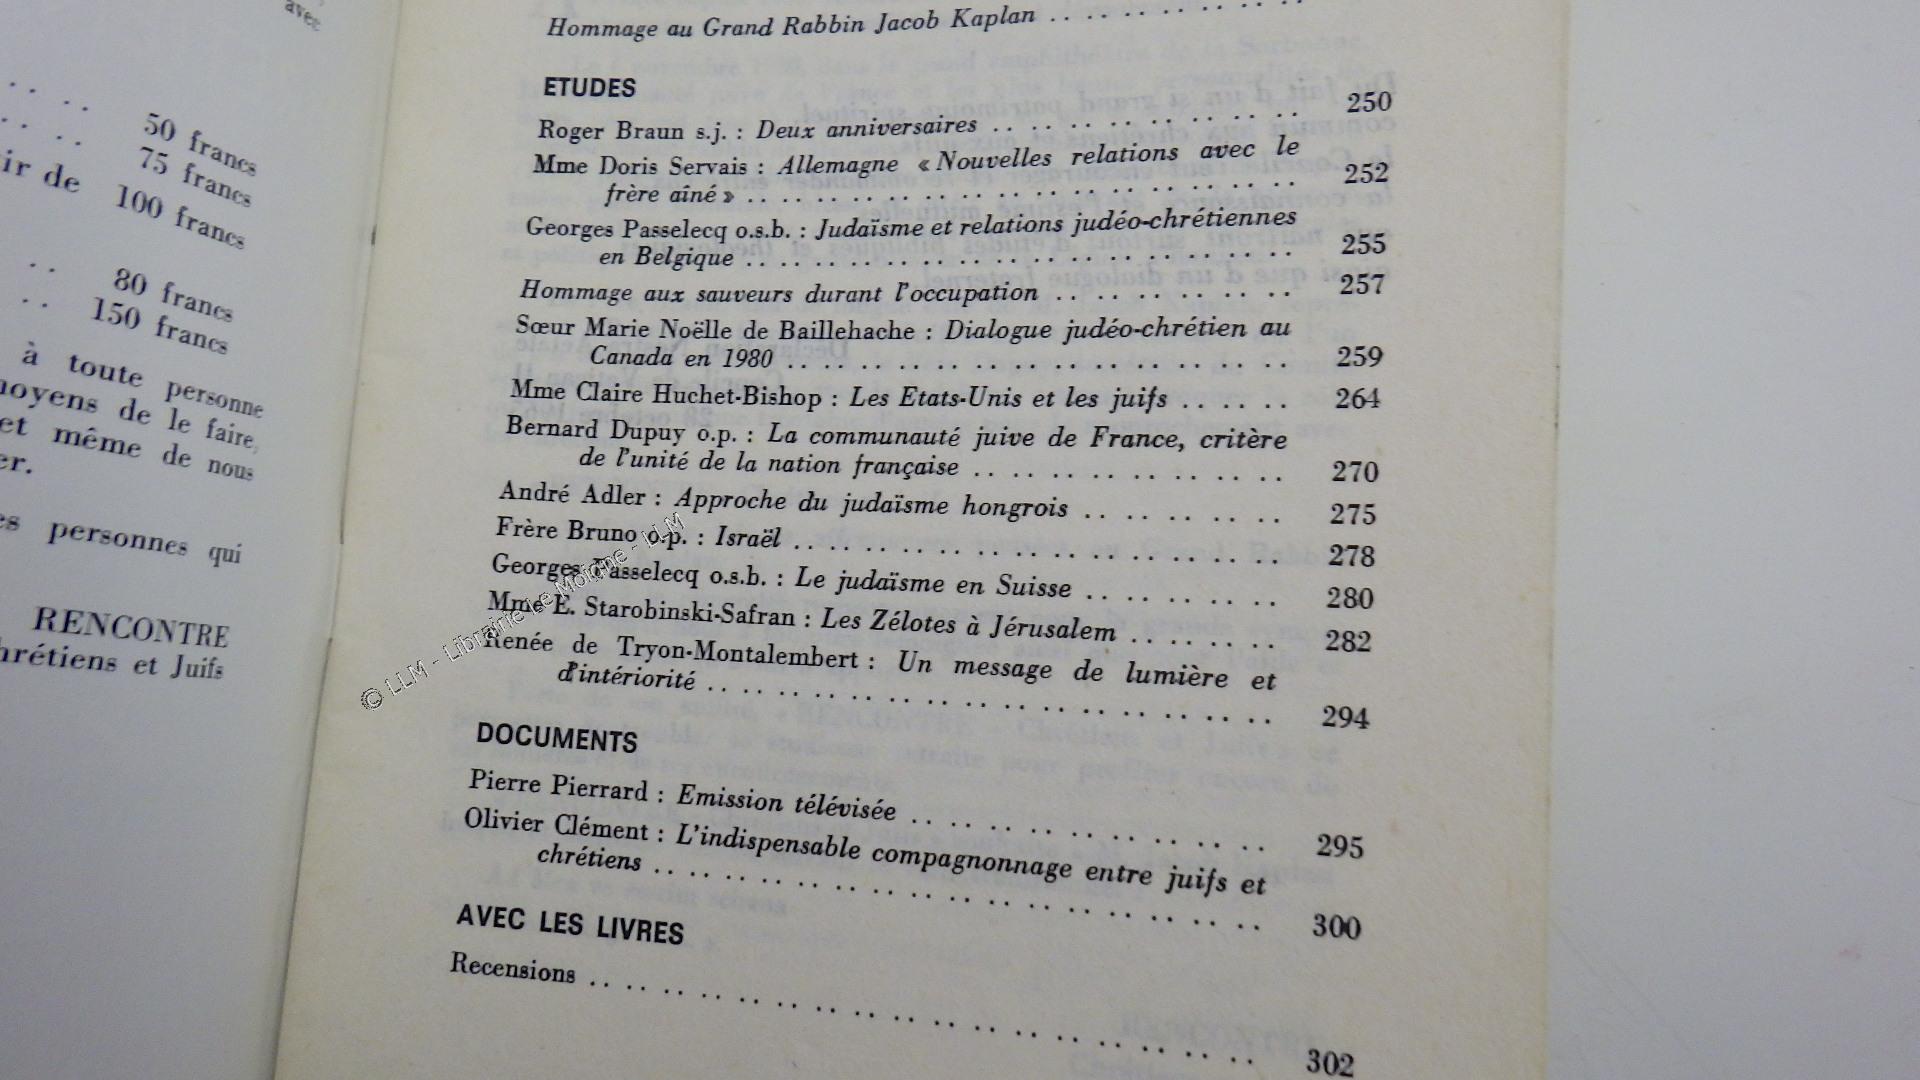 avec
50 francs
75 francs
ir de 100 francs
80 francs
150 francs
à toute personne
moyens de le faire,
et même de nous
er.
es personnes qui
RENCONTRE
hrétiens et Juifs
Hommage au Grand Rabbin Jacob Kaplan . . . . . . . . . .
ETUDES
Roger Braun s.j. : Deux anniversaires . . . . . . . . . . . . 250
Mme Doris Servais : Allemagne « Nouvelles relations avec le
frère aîné » . . . . . . . . . . . . . . . . . . . . . 252
Georges Passelecq o.s.b. : Judaïsme et relations judéo-chrétiennes
en Belgique . . . . . . . . . . . . . . . . . . . . . 255
Hommage aux sauveurs durant l'occupation . . . . . . . . . 257
Sœur Marie Noëlle de Baillehache : Dialogue judéo-chrétien au
Canada en 1980 . . . . . . . . . . . . . . . . . . . 259
Mme Claire Huchet-Bishop : Les Etats-Unis et les juifs . . . . . . 264
Bernard Dupuy o.p. : La communauté juive de France, critère
de l'unité de la nation française . . . . . . . . . . . . 270
André Adler : Approche du judaïsme hongrois . . . . . . . . 275
Frère Bruno o.p. : Israël . . . . . . . . . . . . . . . . . . . 278
Georges Passelecq o.s.b. : Le judaïsme en Suisse . . . . . . . . 280
Mme E. Starobinski-Safran : Les Zélotes à Jérusalem . . . . . . 282
Renée de Tryon-Montalembert : Un message de lumière et
d'intériorité . . . . . . . . . . . . . . . . . . . . . . 294
DOCUMENTS
Pierre Pierrard : Emission télévisée . . . . . . . . . . . . . . 295
Olivier Clément : L'indispensable compagnonnage entre juifs et
chrétiens . . . . . . . . . . . . . . . . . . . . . . . 300
AVEC LES LIVRES
Recensions . . . . . . . . . . . . . . . . . . . . . . . . . 302
© LLM - Librairie Le Moigne - LLM